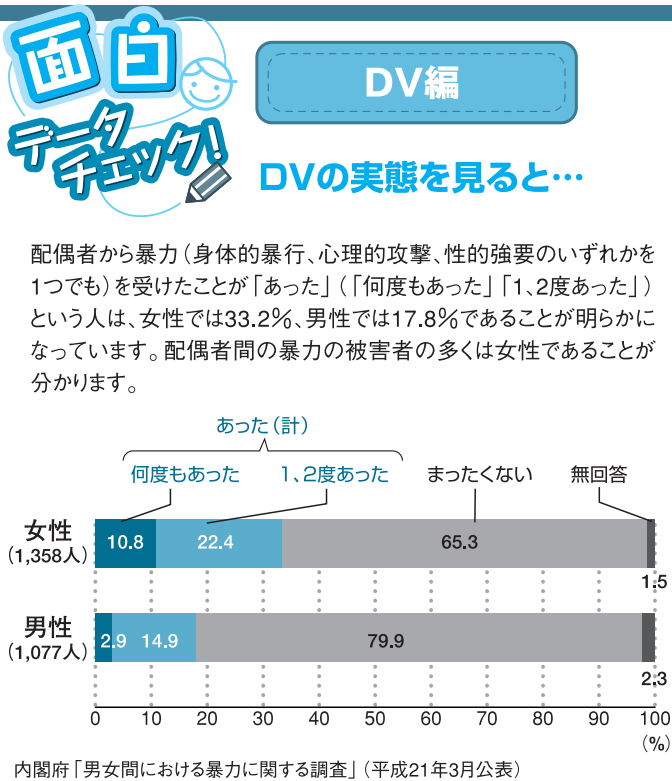 面白
データ
チェック!
DV編
DVの実態を見ると…
配偶者から暴力(身体的暴行、心理的攻撃、性的強要のいずれかを
1つでも)を受けたことが「あった」(「何度もあった」「1、2度あった」)
という人は、女性では33.2%、男性では17.8%であることが明らかに
なっています。配偶者間の暴力の被害者の多くは女性であることが
分かります。
あった(計)
何度もあった 1、2度あった まったくない 無回答
女性
(1,358人)
10.8 22.4 65.3
1.5
男性
(1,077人)
2.9 14.9 79.9
2.3
0 10 20 30 40 50 60 70 80 90 100
(%)
内閣府「男女間における暴力に関する調査」(平成21年3月公表)